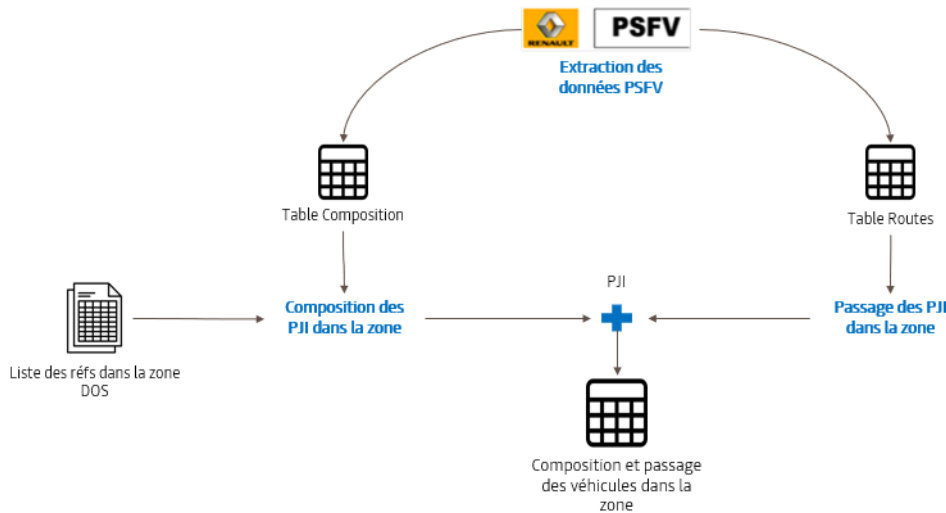 RENAULT
PSFV
Extraction des
données PSFV
Table Composition
Table Routes
PJI
Composition des
PJI dans la zone
Passage des PJI
dans la zone
Liste des réfs dans la zone
DOS
Composition et passage
des véhicules dans la
zone